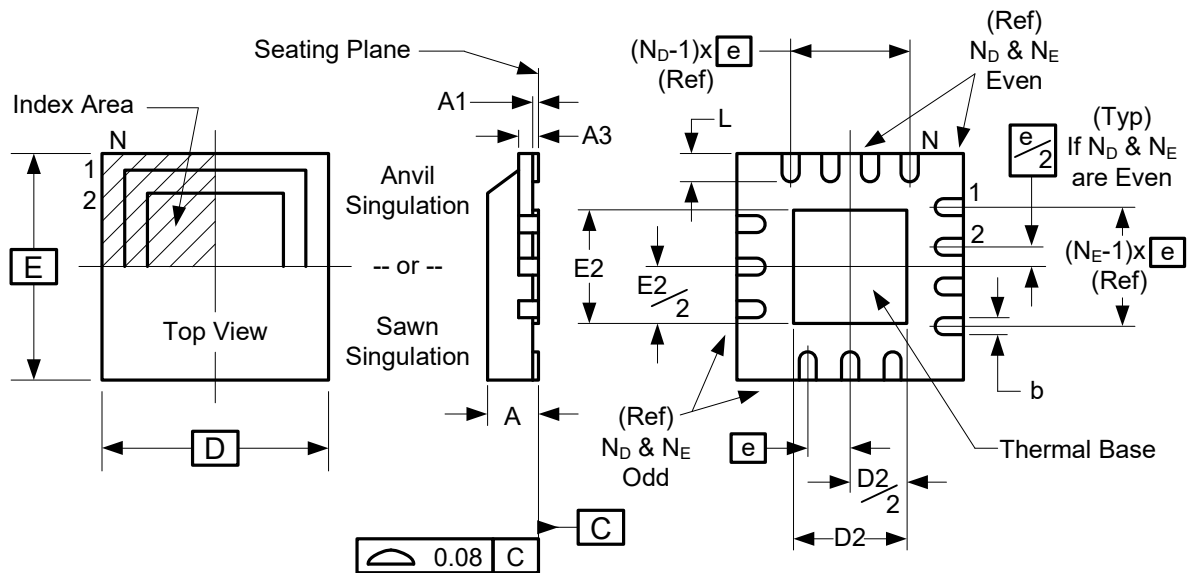 Seating Plane
Index Area
N
1
2
E
Top View
D
A1
A3
Anvil
Singulation
-- or --
Sawn
Singulation
A
0.08 C
C
(N_D-1)x e
(Ref)
(Ref)
N_D & N_E
Even
L
N
e/2
(Typ)
If N_D & N_E
are Even
1
2
(N_E-1)x e
(Ref)
E2
E2/2
b
(Ref)
N_D & N_E
Odd
e
Thermal Base
D2/2
D2